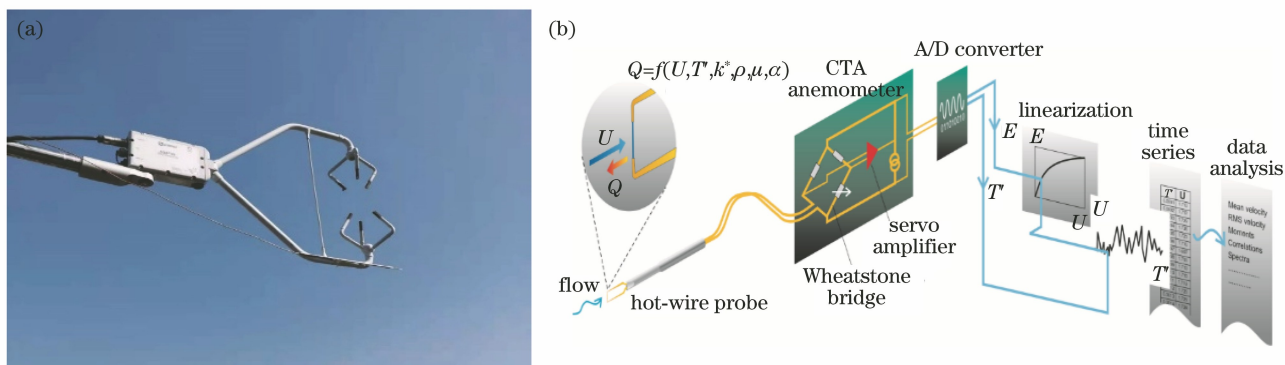 (a)
(b)
Q=f(U,T',k*,ρ,μ,α)
U
Q
flow
hot-wire probe
CTA
anemometer
servo
amplifier
Wheatstone
bridge
A/D converter
E
T'
linearization
E
U
U
T'
time
series
T U
data
analysis
Mean velocity
RMS velocity
Moments
Correlations
Spectra